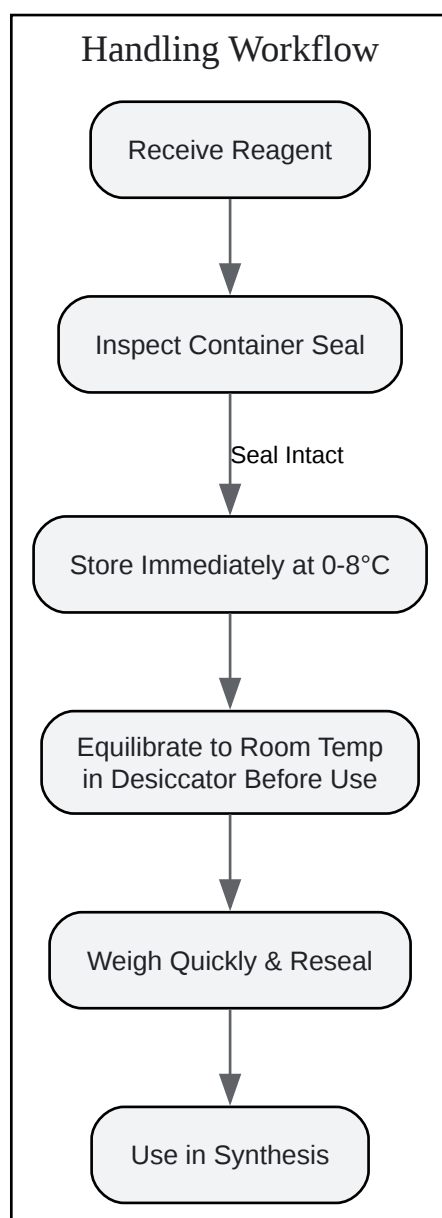 Handling Workflow
Receive Reagent
Inspect Container Seal
Seal Intact
Store Immediately at 0-8°C
Equilibrate to Room Temp
in Desiccator Before Use
Weigh Quickly & Reseal
Use in Synthesis